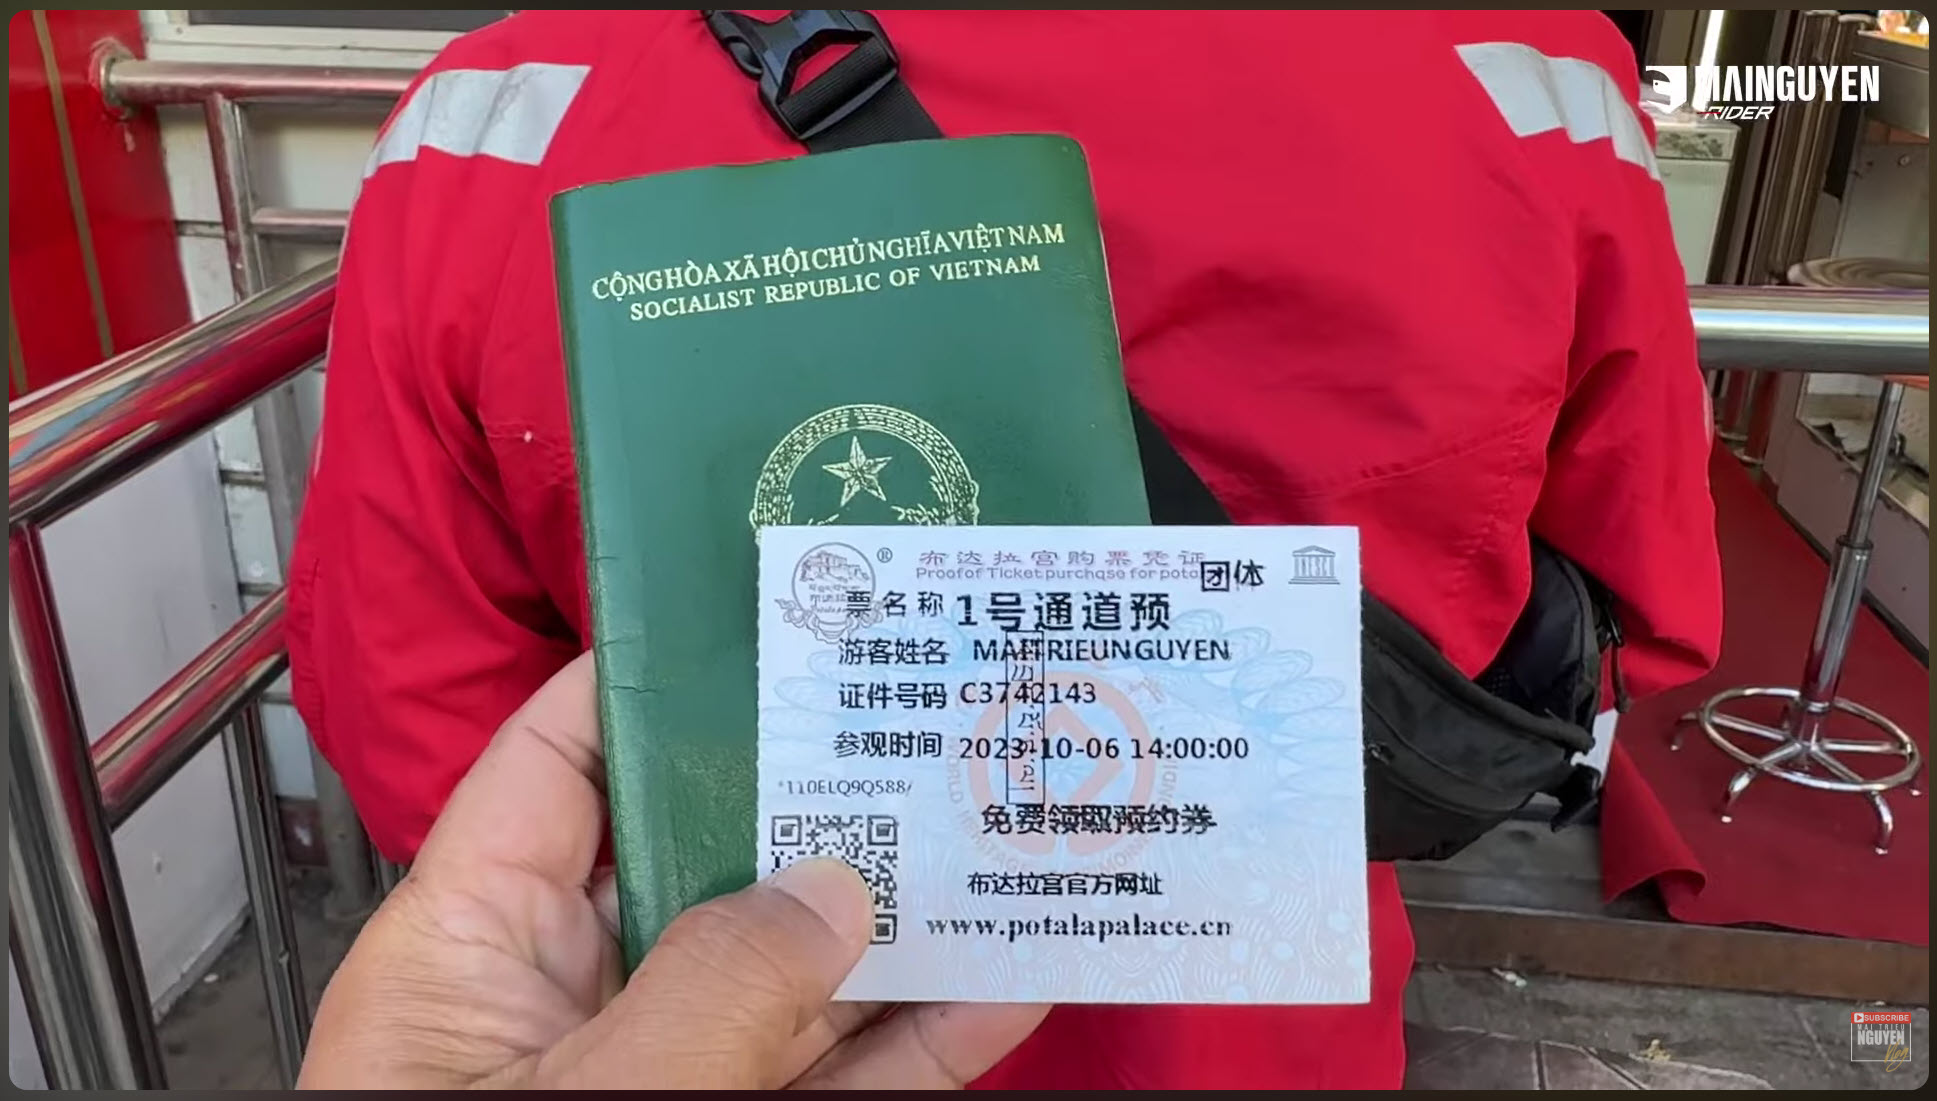 MAINGUYEN
RIDER
CỘNG HÒA XÃ HỘI CHỦ NGHĨA VIỆT NAM
SOCIALIST REPUBLIC OF VIETNAM
®
布达拉宫购票凭证
Proof of Ticket purchase for pota
团体
票名称 1号通道预
游客姓名 MAITRIEUNGUYEN
证件号码 C3742143
参观时间 2023-10-06 14:00:00
*110ELQ9Q588/
免费领取预约券
布达拉宫官方网址
www.potalapalace.cn
SUBSCRIBE
MAI TRIEU
NGUYEN
Vlog